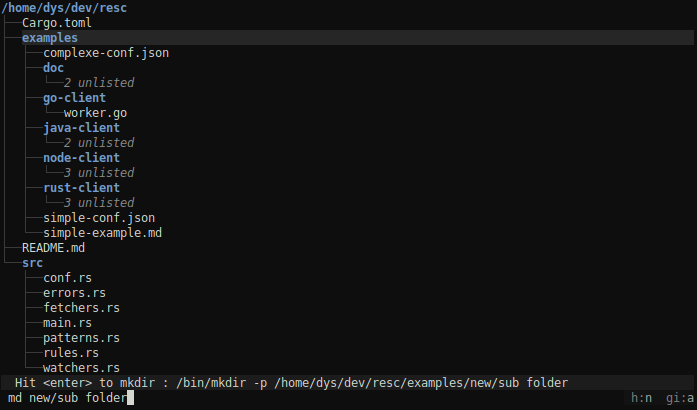 /home/dys/dev/resc
Cargo.toml
examples
complexe-conf.json
doc
2 unlisted
go-client
worker.go
java-client
2 unlisted
node-client
3 unlisted
rust-client
3 unlisted
simple-conf.json
simple-example.md
README.md
src
conf.rs
errors.rs
fetchers.rs
main.rs
patterns.rs
rules.rs
watchers.rs
Hit <enter> to mkdir : /bin/mkdir -p /home/dys/dev/resc/examples/new/sub folder
md new/sub folder h:n gi:a